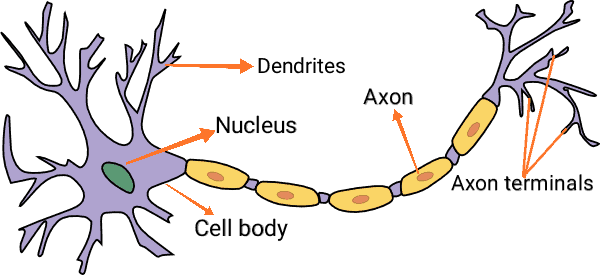 Dendrites
Axon
Nucleus
Axon terminals
Cell body